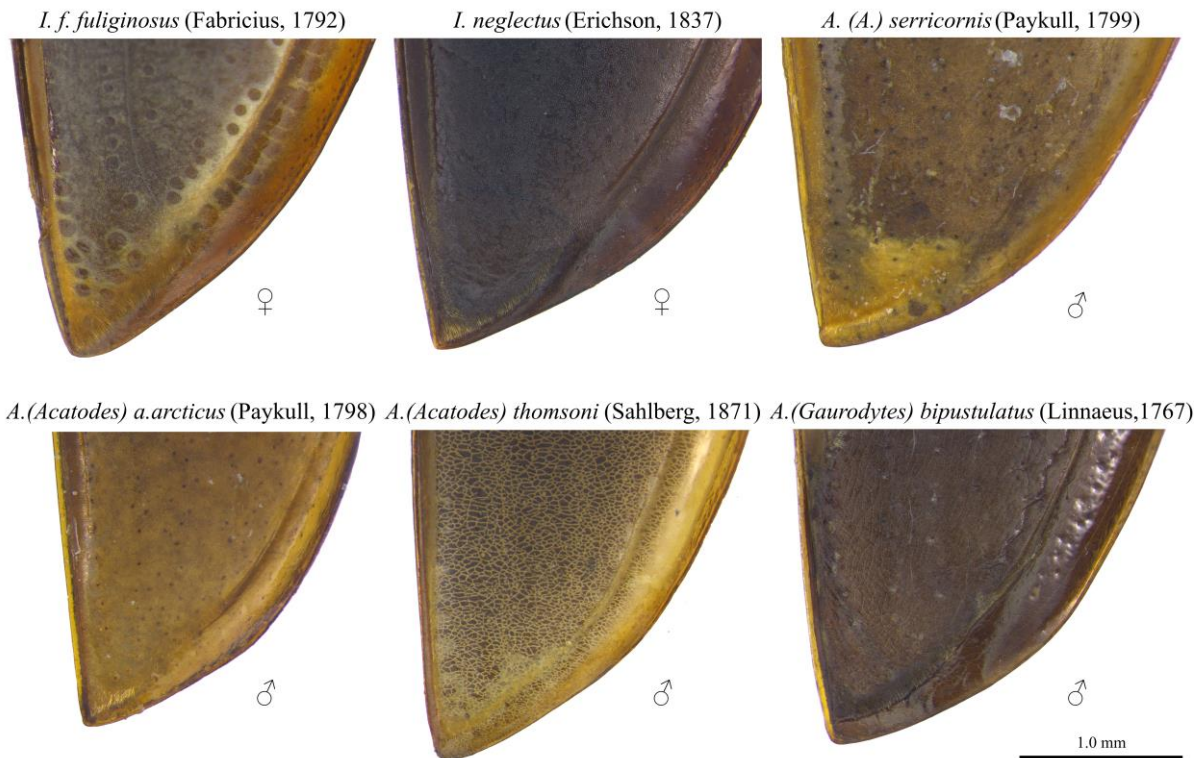 I. f. fuliginosus (Fabricius, 1792)
I. neglectus (Erichson, 1837)
A. (A.) serricornis (Paykull, 1799)
♀
♀
♂
A.(Acatodes) a.arcticus (Paykull, 1798)
A.(Acatodes) thomsoni (Sahlberg, 1871)
A.(Gaurodytes) bipustulatus (Linnaeus,1767)
♂
♂
♂
1.0 mm